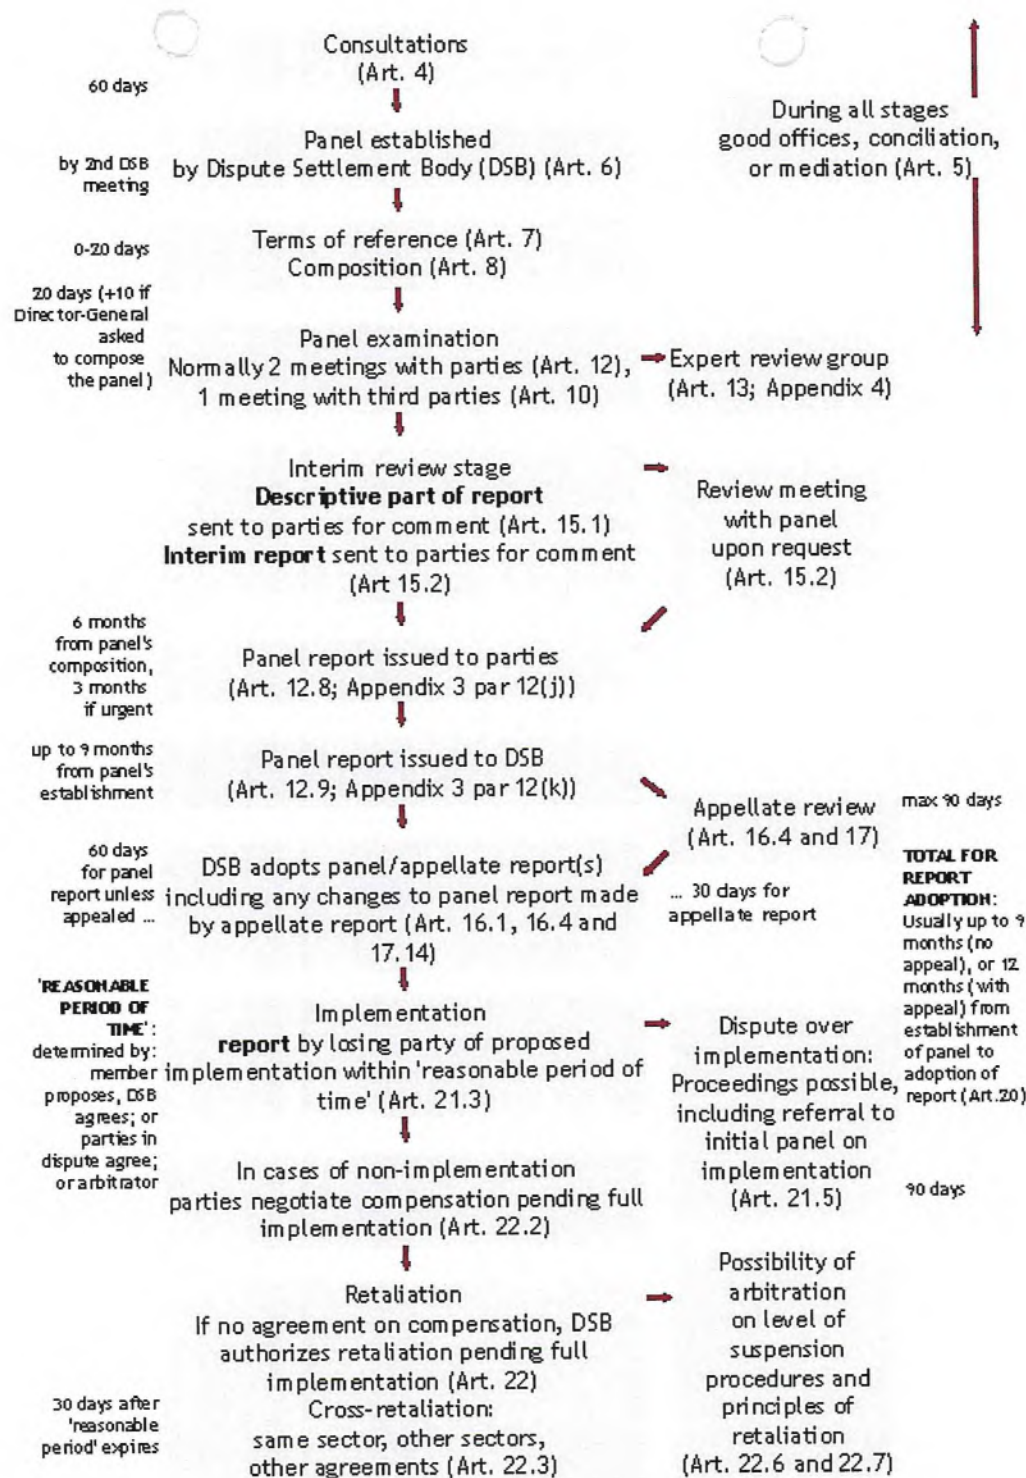 Consultations
(Art. 4)
60 days
During all stages
good offices, conciliation,
or mediation (Art. 5)
Panel established
by Dispute Settlement Body (DSB) (Art. 6)
by 2nd DSB
meeting
Terms of reference (Art. 7)
Composition (Art. 8)
0-20 days
20 days (+10 if
Director-General
asked
to compose
the panel)
Panel examination
Normally 2 meetings with parties (Art. 12),
1 meeting with third parties (Art. 10)
Expert review group
(Art. 13; Appendix 4)
Interim review stage
Descriptive part of report
sent to parties for comment (Art. 15.1)
Interim report sent to parties for comment
(Art 15.2)
Review meeting
with panel
upon request
(Art. 15.2)
6 months
from panel's
composition,
3 months
if urgent
Panel report issued to parties
(Art. 12.8; Appendix 3 par 12(j))
up to 9 months
from panel's
establishment
Panel report issued to DSB
(Art. 12.9; Appendix 3 par 12(k))
Appellate review
(Art. 16.4 and 17)
max 90 days
60 days
for panel
report unless
appealed ...
DSB adopts panel/appellate report(s)
including any changes to panel report made
by appellate report (Art. 16.1, 16.4 and
17.14)
... 30 days for
appellate report
TOTAL FOR
REPORT
ADOPTION:
Usually up to 9
months (no
appeal), or 12
months (with
appeal) from
establishment
of panel to
adoption of
report (Art.20)
'REASONABLE
PERIOD OF
TIME':
determined by:
member
proposes, DSB
agrees; or
parties in
dispute agree;
or arbitrator
Implementation
report by losing party of proposed
implementation within 'reasonable period of
time' (Art. 21.3)
Dispute over
implementation:
Proceedings possible,
including referral to
initial panel on
implementation
(Art. 21.5)
90 days
In cases of non-implementation
parties negotiate compensation pending full
implementation (Art. 22.2)
Retaliation
If no agreement on compensation, DSB
authorizes retaliation pending full
implementation (Art. 22)
Cross-retaliation:
same sector, other sectors,
other agreements (Art. 22.3)
30 days after
'reasonable
period' expires
Possibility of
arbitration
on level of
suspension
procedures and
principles of
retaliation
(Art. 22.6 and 22.7)